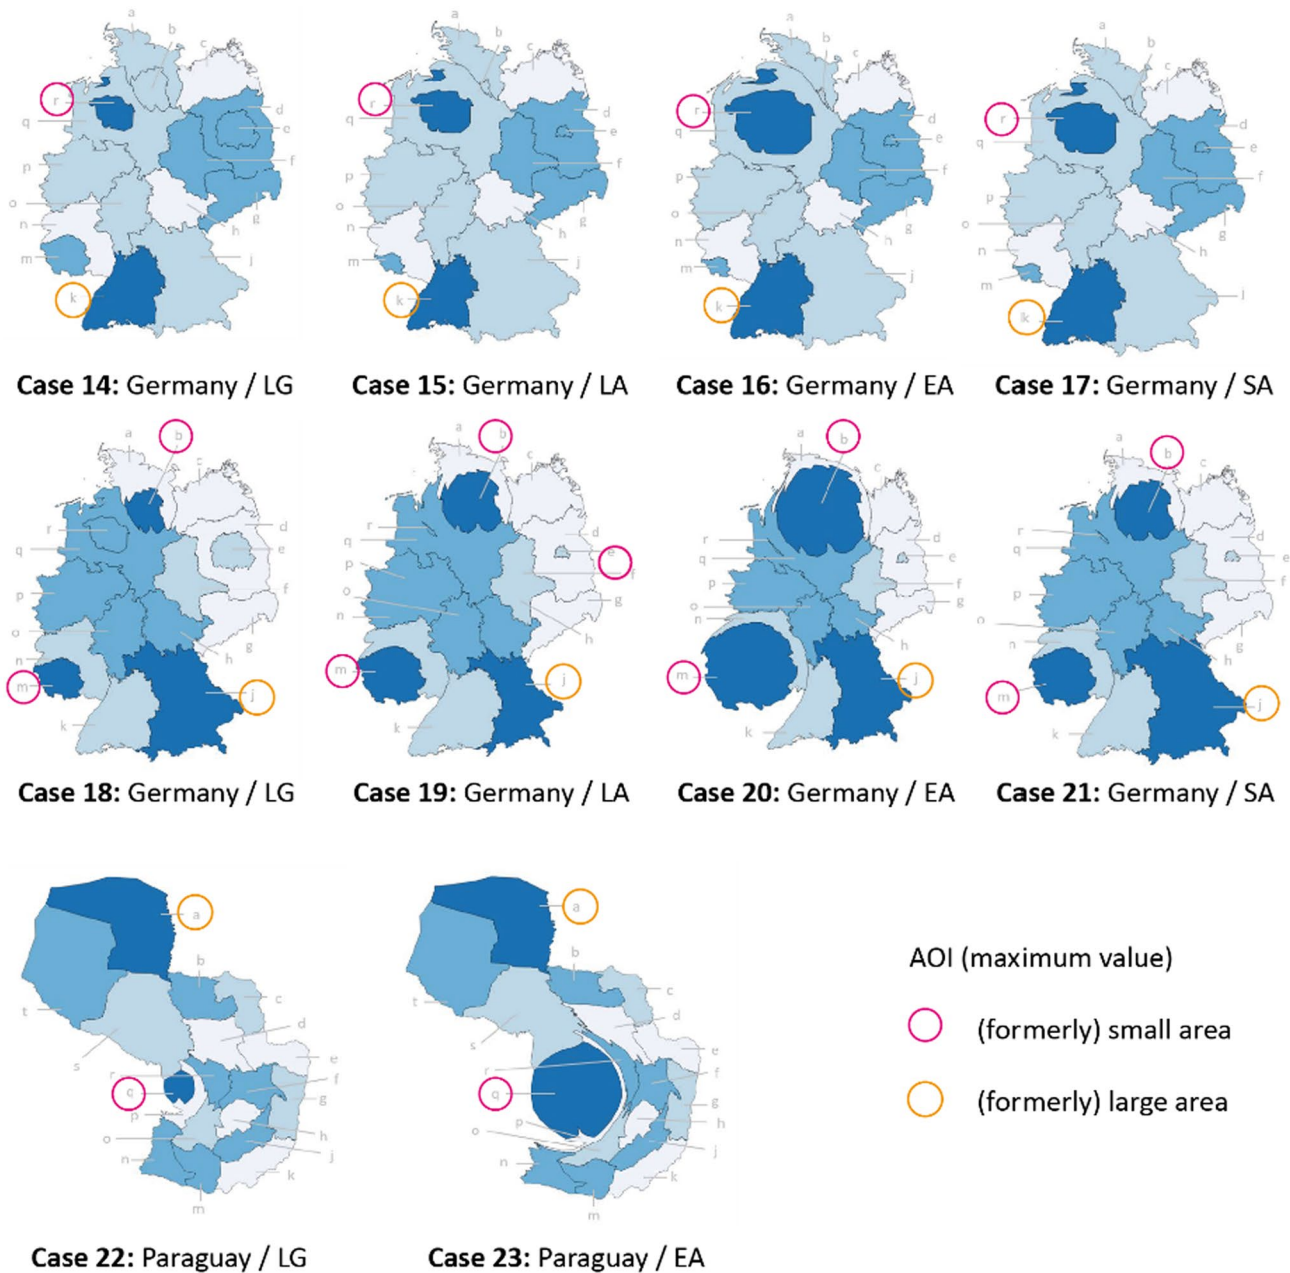 a
b
c
r
d
q
e
p
f
o
g
n
h
m
j
k
a
b
c
r
d
q
e
p
f
o
g
n
h
m
j
k
a
b
c
r
d
q
e
p
f
o
g
n
h
m
j
k
a
b
c
r
d
q
e
p
f
o
g
n
h
m
j
k
Case 14: Germany / LG
Case 15: Germany / LA
Case 16: Germany / EA
Case 17: Germany / SA
a
b
c
r
d
q
e
p
f
o
g
n
h
m
j
k
a
b
c
r
d
q
e
p
f
o
g
n
h
m
j
k
a
b
c
r
d
q
e
p
f
o
g
n
h
m
j
k
a
b
c
r
d
q
e
p
f
o
g
n
h
m
j
k
Case 18: Germany / LG
Case 19: Germany / LA
Case 20: Germany / EA
Case 21: Germany / SA
a
b
c
t
d
s
e
r
f
q
g
p
h
o
j
n
k
m
a
b
c
t
d
s
e
r
f
q
g
p
h
o
j
n
k
m
AOI (maximum value)
(formerly) small area
(formerly) large area
Case 22: Paraguay / LG
Case 23: Paraguay / EA